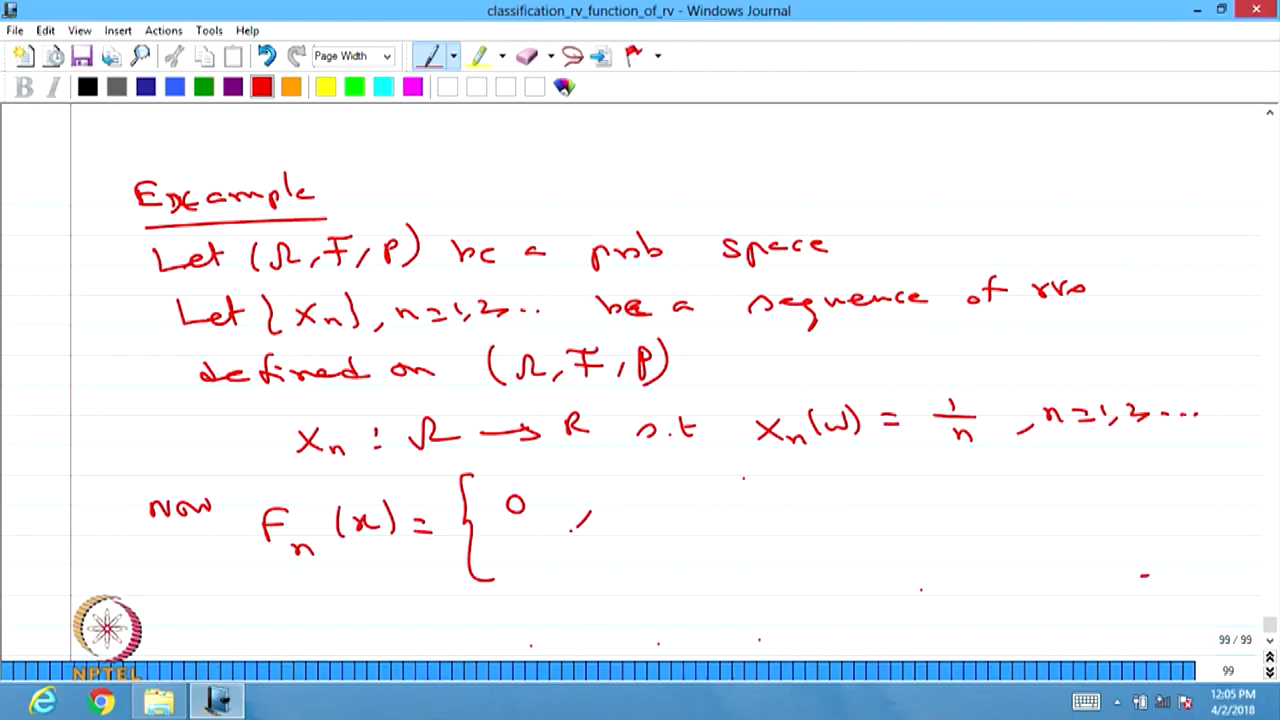 classification_rv_function_of_rv - Windows Journal
File Edit View Insert Actions Tools Help
Page Width
B I
Example
Let (Ω, F, P) be a prob space
Let {Xn}, n=1,2,... be a sequence of rvs
defined on (Ω, F, P)
Xn : Ω → R s.t Xn(w) = 1/n , n=1,2,...
Now Fn(x) = { 0 ,
99 / 99
NPTEL
99
12:05 PM
4/2/2018